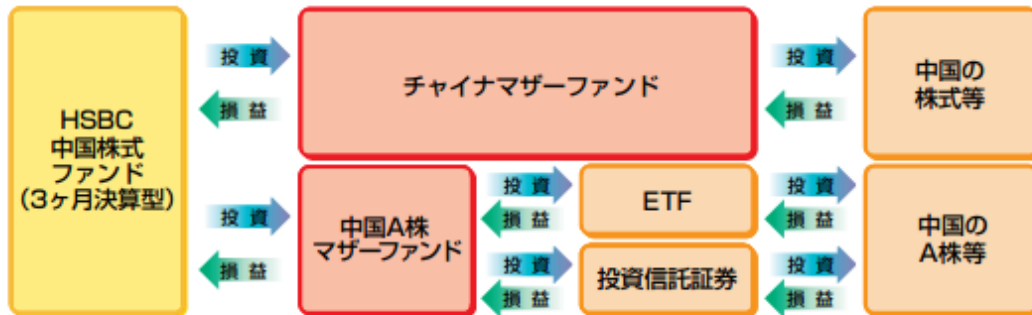 HSBC
中国株式
ファンド
(3ヶ月決算型)
投資
損益
チャイナマザーファンド
投資
損益
中国の
株式等
投資
損益
中国A株
マザーファンド
投資
損益
ETF
投資
損益
投資
損益
投資信託証券
投資
損益
中国の
A株等